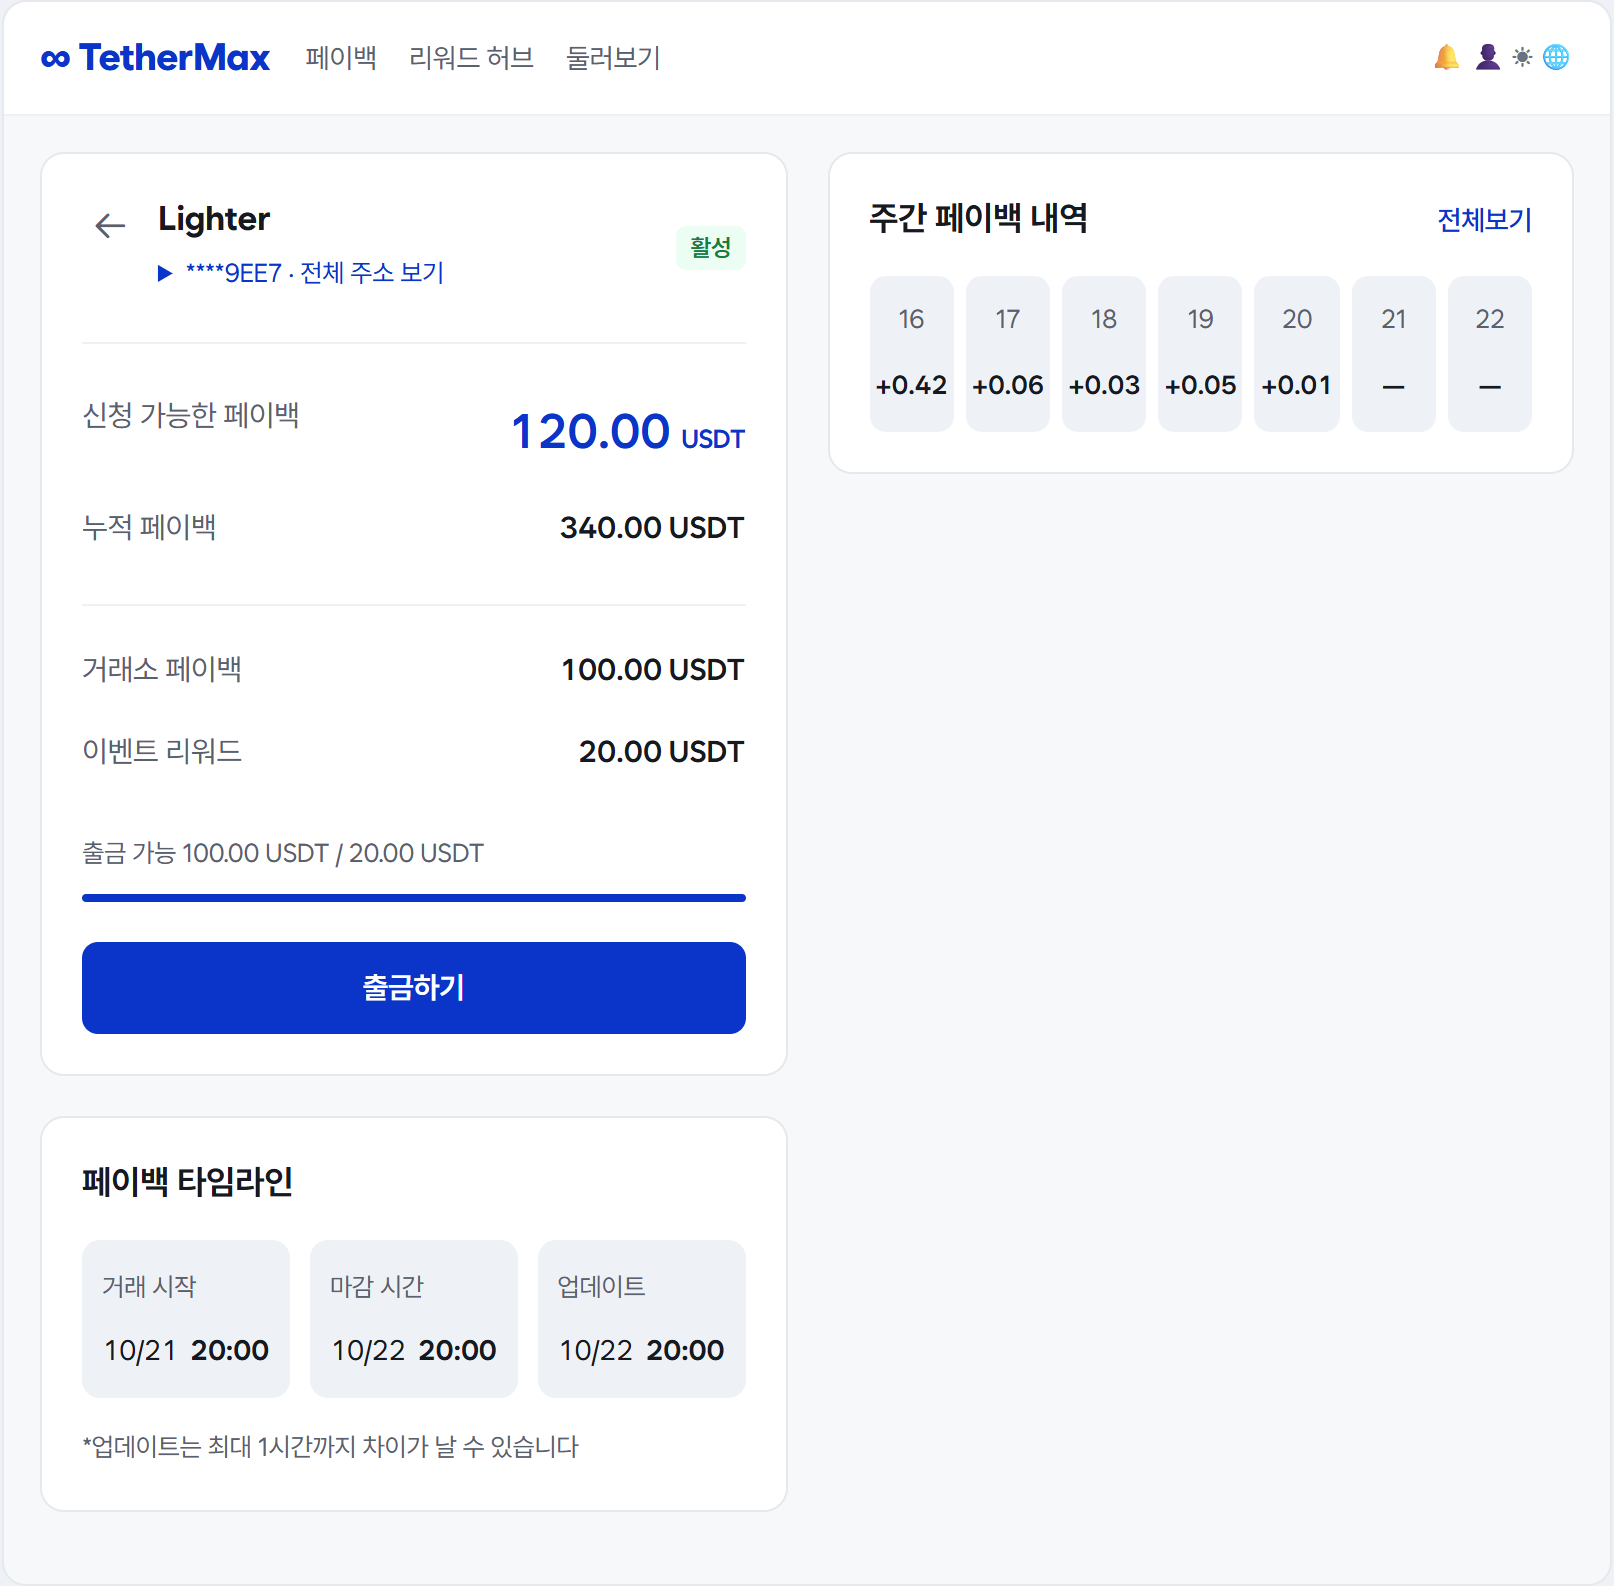 ∞ TetherMax 페이백 리워드 허브 둘러보기
Lighter
▶ ****9EE7 · 전체 주소 보기
활성
신청 가능한 페이백
120.00 USDT
누적 페이백
340.00 USDT
거래소 페이백
100.00 USDT
이벤트 리워드
20.00 USDT
출금 가능 100.00 USDT / 20.00 USDT
출금하기
페이백 타임라인
거래 시작
10/21 20:00
마감 시간
10/22 20:00
업데이트
10/22 20:00
*업데이트는 최대 1시간까지 차이가 날 수 있습니다
주간 페이백 내역
전체보기
16
+0.42
17
+0.06
18
+0.03
19
+0.05
20
+0.01
21
—
22
—